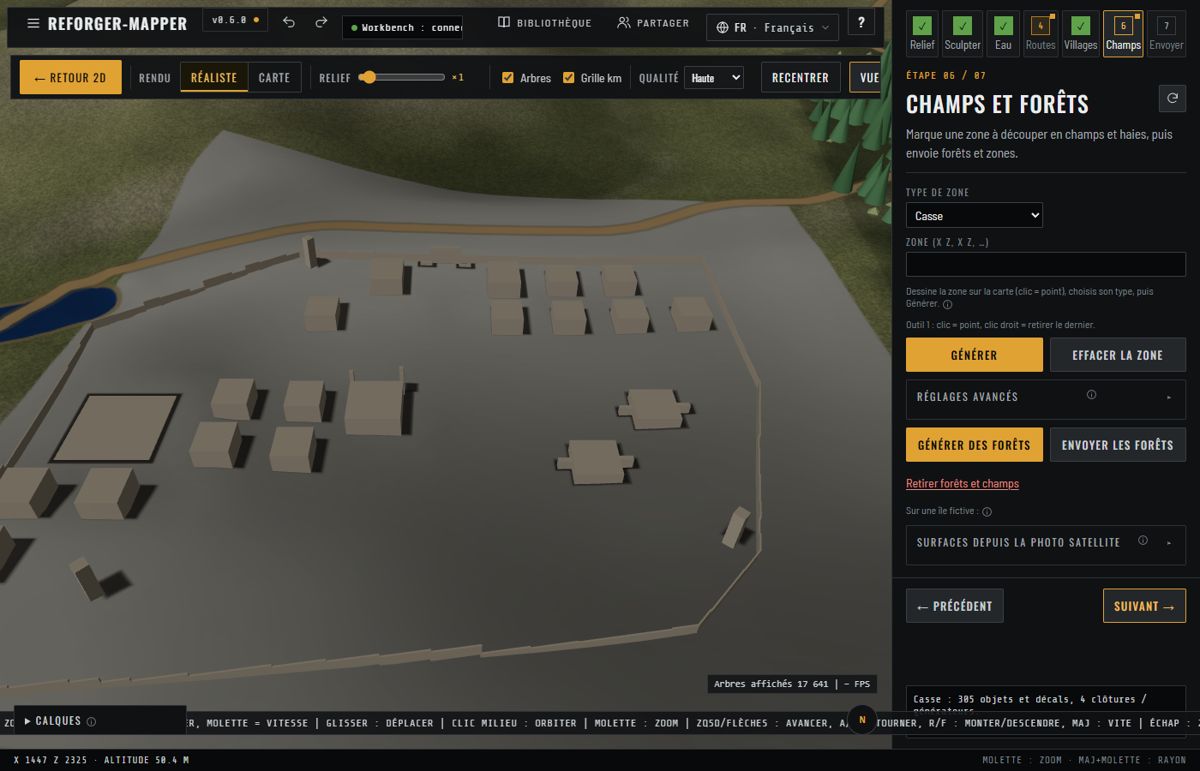 REFORGER-MAPPER
v0.6.0
Workbench : conne
BIBLIOTHÈQUE
PARTAGER
FR · Français
?
← RETOUR 2D
RENDU
RÉALISTE
CARTE
RELIEF
×1
Arbres
Grille km
QUALITÉ
Haute
RECENTRER
VUE
Relief
Sculpter
Eau
4
Routes
Villages
6
Champs
7
Envoyer
ÉTAPE 06 / 07
CHAMPS ET FORÊTS
Marque une zone à découper en champs et haies, puis
envoie forêts et zones.
TYPE DE ZONE
Casse
ZONE (X Z, X Z, …)
Dessine la zone sur la carte (clic = point), choisis son type, puis
Générer.
Outil 1 : clic = point, clic droit = retirer le dernier.
GÉNÉRER
EFFACER LA ZONE
RÉGLAGES AVANCÉS
GÉNÉRER DES FORÊTS
ENVOYER LES FORÊTS
Retirer forêts et champs
Sur une île fictive :
SURFACES DEPUIS LA PHOTO SATELLITE
← PRÉCÉDENT
SUIVANT →
Casse : 305 objets et décals, 4 clôtures /
Arbres affichés 17 641 | – FPS
CALQUES
ER, MOLETTE = VITESSE | GLISSER : DÉPLACER | CLIC MILIEU : ORBITER | MOLETTE : ZOOM | ZQSD/FLÈCHES : AVANCER, A/
N
TOURNER, R/F : MONTER/DESCENDRE, MAJ : VITE | ÉCHAP :
X 1447 Z 2325 · ALTITUDE 50.4 M
MOLETTE : ZOOM · MAJ+MOLETTE : RAYON